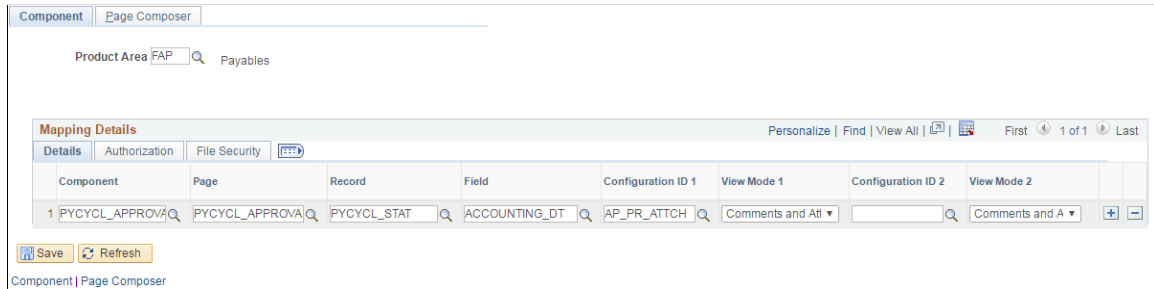 Component Page Composer
Product Area FAP Payables
Mapping Details Personalize | Find | View All | | First 1 of 1 Last
Details Authorization File Security
Component Page Record Field Configuration ID 1 View Mode 1 Configuration ID 2 View Mode 2
1 PYCYCL_APPROVA PYCYCL_APPROVA PYCYCL_STAT ACCOUNTING_DT AP_PR_ATTCH Comments and Att Comments and A
Save Refresh
Component | Page Composer